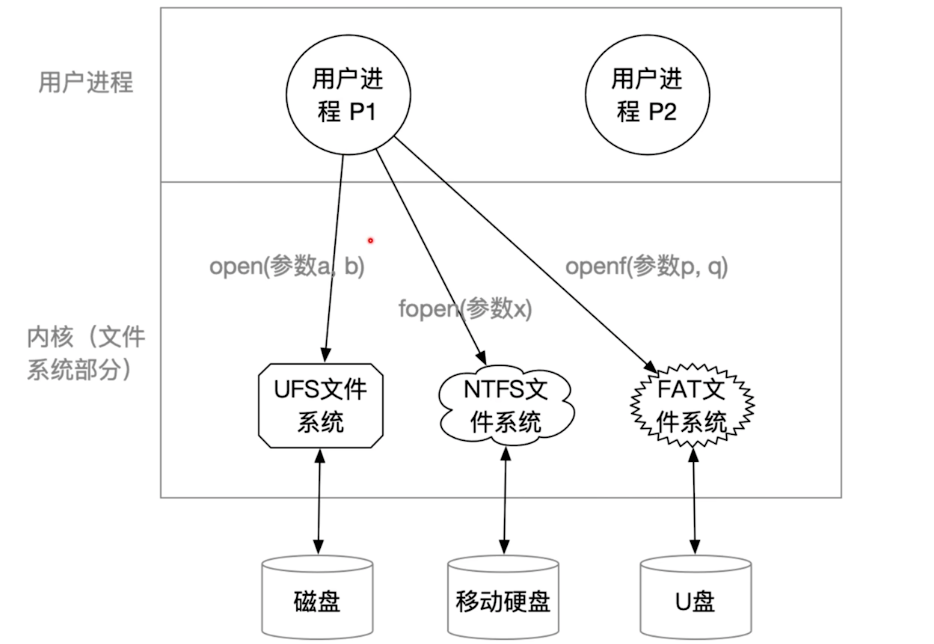 用户进程
用户进
程 P1
用户进
程 P2
open(参数a, b)
openf(参数p, q)
fopen(参数x)
内核（文件
系统部分）
UFS文件
系统
NTFS文
件系统
FAT文
件系统
磁盘
移动硬盘
U盘